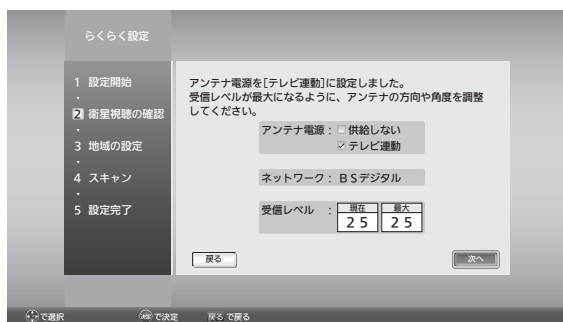 らくらく設定
1 設定開始
2 衛星視聴の確認
3 地域の設定
4 スキャン
5 設定完了
アンテナ電源を[テレビ連動]に設定しました。
受信レベルが最大になるように、アンテナの方向や角度を調整
してください。
アンテナ電源： 供給しない
テレビ連動
ネットワーク： BSデジタル
受信レベル ： 現在 最大
25 25
戻る 次へ
で選択 決定 で決定 戻る で戻る